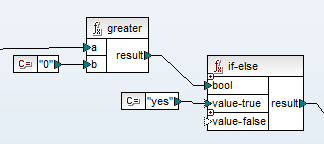 f(x) greater
a
result
C= "0"
b
f(x) if-else
bool
C= "yes"
value-true
result
value-false